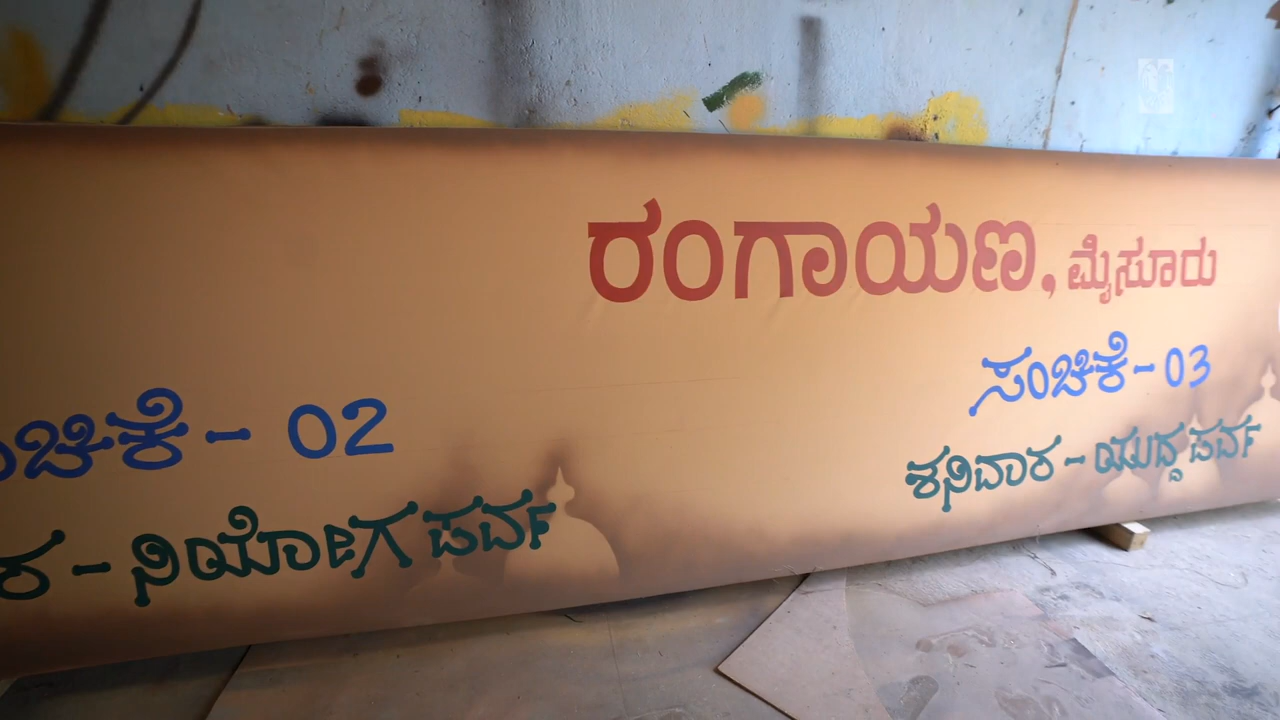 ರಂಗಾಯಣ, ಮೈಸೂರು
ಚಿಕೆ - 02
ಸಂಚಿಕೆ - 03
ರ - ನಿಯೋಗ ಪರ್ವ
ಶನಿವಾರ - ಯುದ್ಧ ಪರ್ವ